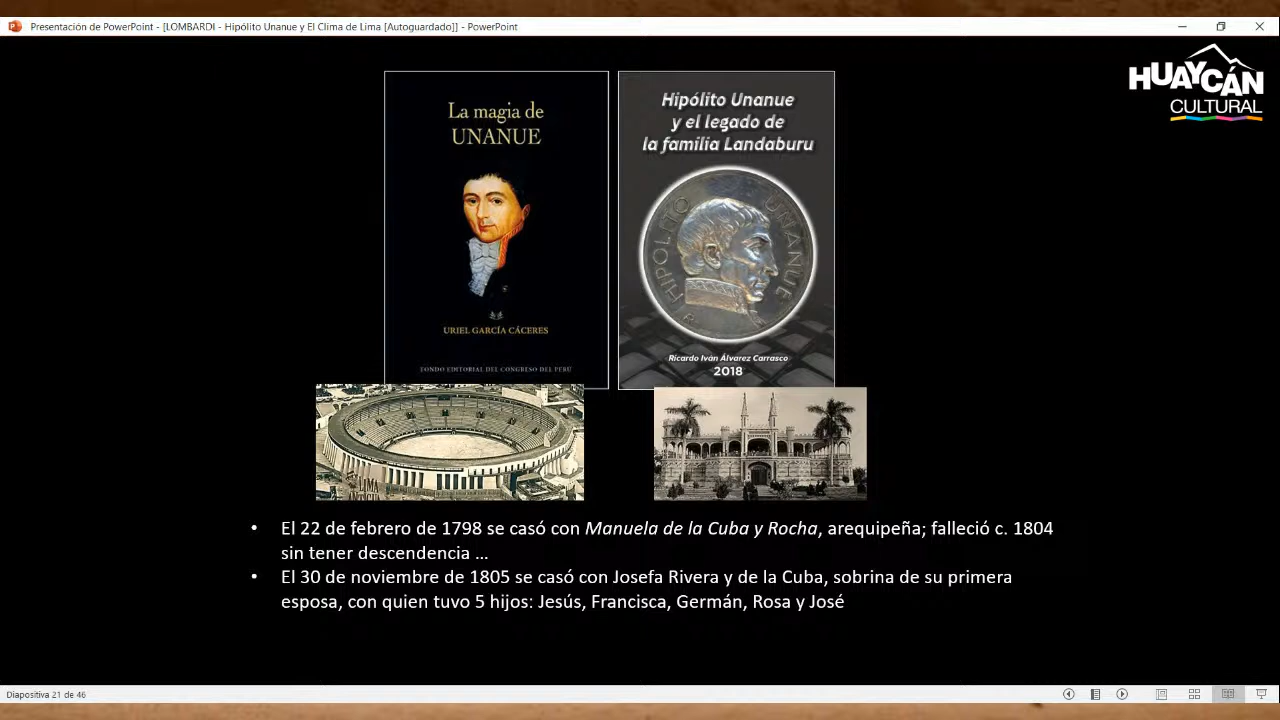 Presentación de PowerPoint - [LOMBARDI - Hipólito Unanue y El Clima de Lima [Autoguardado]] - PowerPoint
HUAYCÁN
CULTURAL
La magia de
UNANUE
URIEL GARCÍA CÁCERES
FONDO EDITORIAL DEL CONGRESO DEL PERÚ
Hipólito Unanue
y el legado de
la familia Landaburu
HIPOLITO UNANUE
R
Ricardo Iván Álvarez Carrasco
2018
LIMA
• El 22 de febrero de 1798 se casó con Manuela de la Cuba y Rocha, arequipeña; falleció c. 1804
sin tener descendencia ...
• El 30 de noviembre de 1805 se casó con Josefa Rivera y de la Cuba, sobrina de su primera
esposa, con quien tuvo 5 hijos: Jesús, Francisca, Germán, Rosa y José
Diapositiva 21 de 46